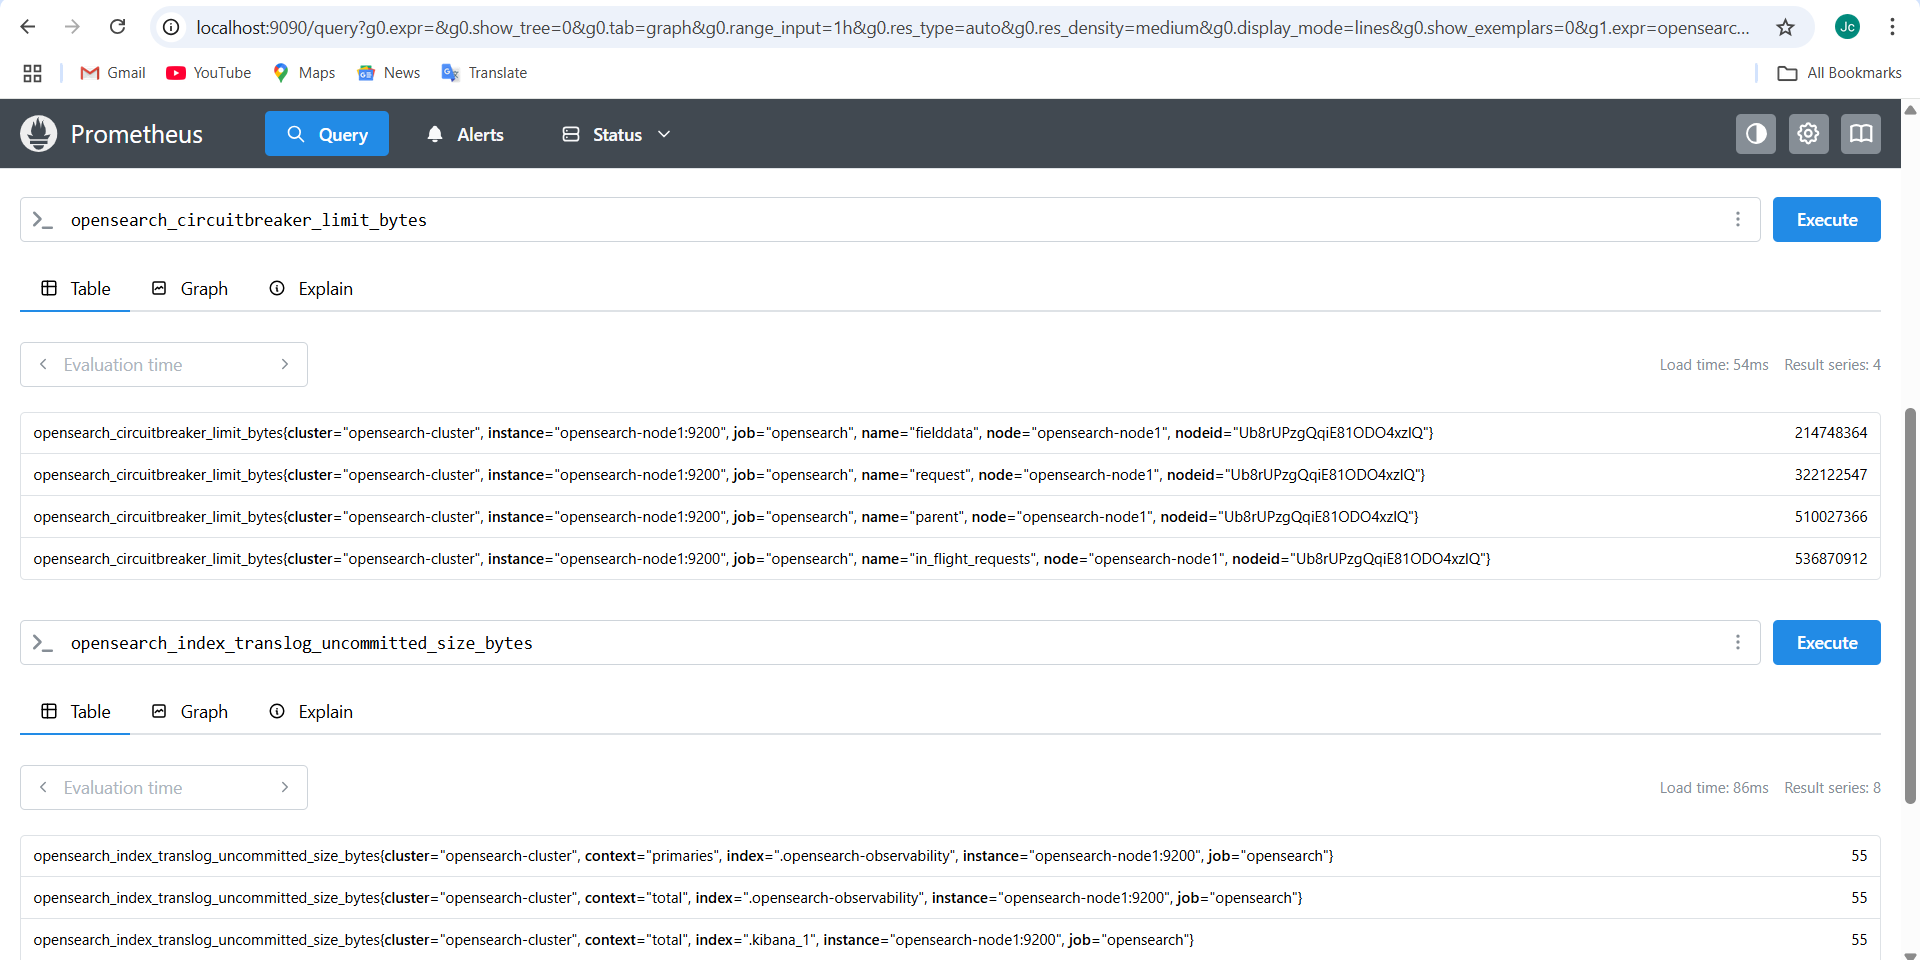 localhost:9090/query?g0.expr=&g0.show_tree=0&g0.tab=graph&g0.range_input=1h&g0.res_type=auto&g0.res_density=medium&g0.display_mode=lines&g0.show_exemplars=0&g1.expr=opensearc...
Jc
Gmail YouTube Maps News Translate All Bookmarks
Prometheus Query Alerts Status
>_ opensearch_circuitbreaker_limit_bytes Execute
Table Graph Explain
Evaluation time Load time: 54ms Result series: 4
opensearch_circuitbreaker_limit_bytes{cluster="opensearch-cluster", instance="opensearch-node1:9200", job="opensearch", name="fielddata", node="opensearch-node1", nodeid="Ub8rUPzgQqiE81ODO4xzIQ"} 214748364
opensearch_circuitbreaker_limit_bytes{cluster="opensearch-cluster", instance="opensearch-node1:9200", job="opensearch", name="request", node="opensearch-node1", nodeid="Ub8rUPzgQqiE81ODO4xzIQ"} 322122547
opensearch_circuitbreaker_limit_bytes{cluster="opensearch-cluster", instance="opensearch-node1:9200", job="opensearch", name="parent", node="opensearch-node1", nodeid="Ub8rUPzgQqiE81ODO4xzIQ"} 510027366
opensearch_circuitbreaker_limit_bytes{cluster="opensearch-cluster", instance="opensearch-node1:9200", job="opensearch", name="in_flight_requests", node="opensearch-node1", nodeid="Ub8rUPzgQqiE81ODO4xzIQ"} 536870912
>_ opensearch_index_translog_uncommitted_size_bytes Execute
Table Graph Explain
Evaluation time Load time: 86ms Result series: 8
opensearch_index_translog_uncommitted_size_bytes{cluster="opensearch-cluster", context="primaries", index=".opensearch-observability", instance="opensearch-node1:9200", job="opensearch"} 55
opensearch_index_translog_uncommitted_size_bytes{cluster="opensearch-cluster", context="total", index=".opensearch-observability", instance="opensearch-node1:9200", job="opensearch"} 55
opensearch_index_translog_uncommitted_size_bytes{cluster="opensearch-cluster", context="total", index=".kibana_1", instance="opensearch-node1:9200", job="opensearch"} 55